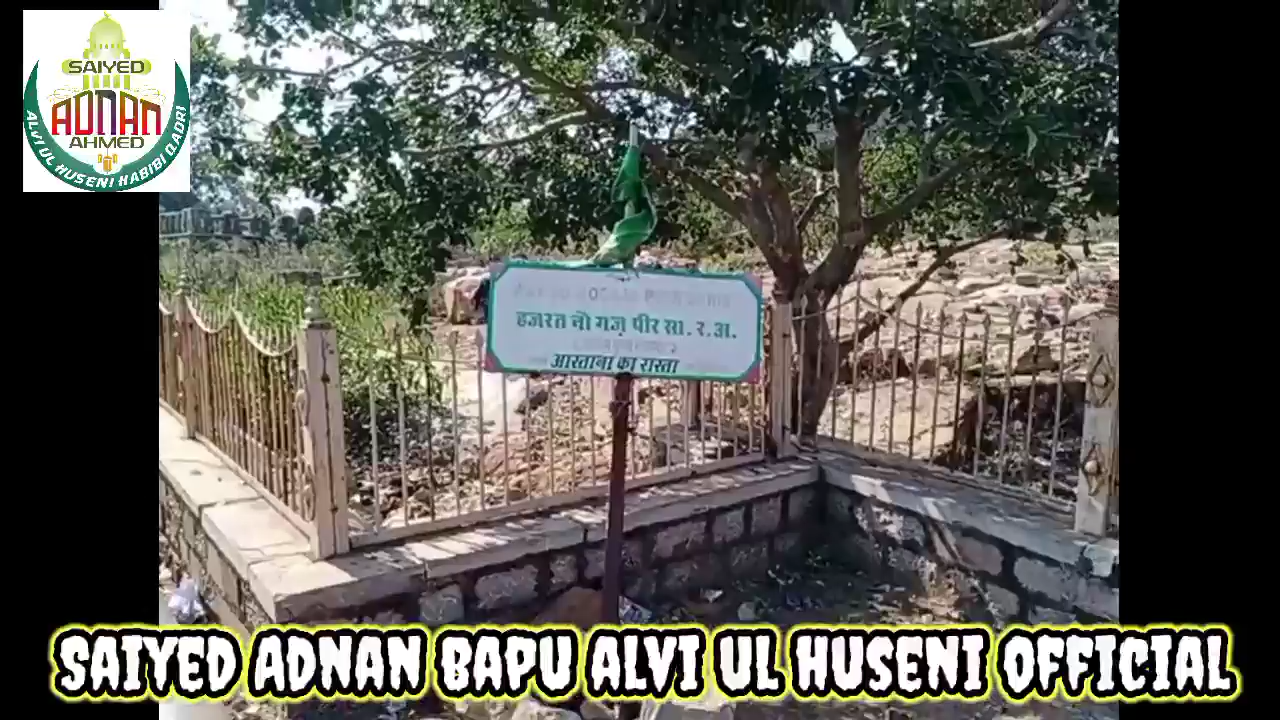 SAIYED
ADNAN
AHMED
ALVI UL HUSENI HABIBI QADRI
हजरत नो गज़ पीर सा. र.अ.
आस्ताना का रास्ता
SAIYED ADNAN BAPU ALVI UL HUSENI OFFICIAL